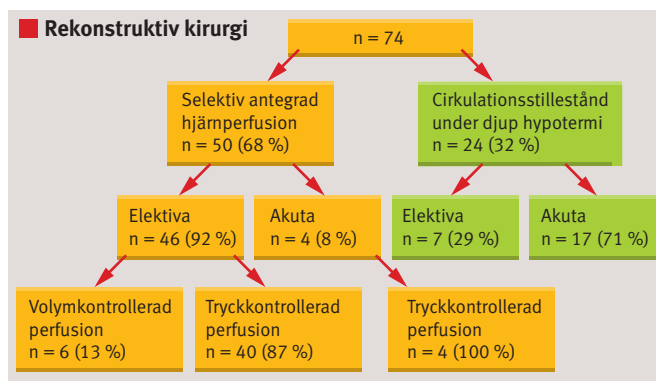 Rekonstruktiv kirurgi
n = 74
Selektiv antegrad
hjärnperfusion
n = 50 (68 %)
Cirkulationsstillestånd
under djup hypotermi
n = 24 (32 %)
Elektiva
n = 46 (92 %)
Akuta
n = 4 (8 %)
Elektiva
n = 7 (29 %)
Akuta
n = 17 (71 %)
Volymkontrollerad
perfusion
n = 6 (13 %)
Tryckkontrollerad
perfusion
n = 40 (87 %)
Tryckkontrollerad
perfusion
n = 4 (100 %)